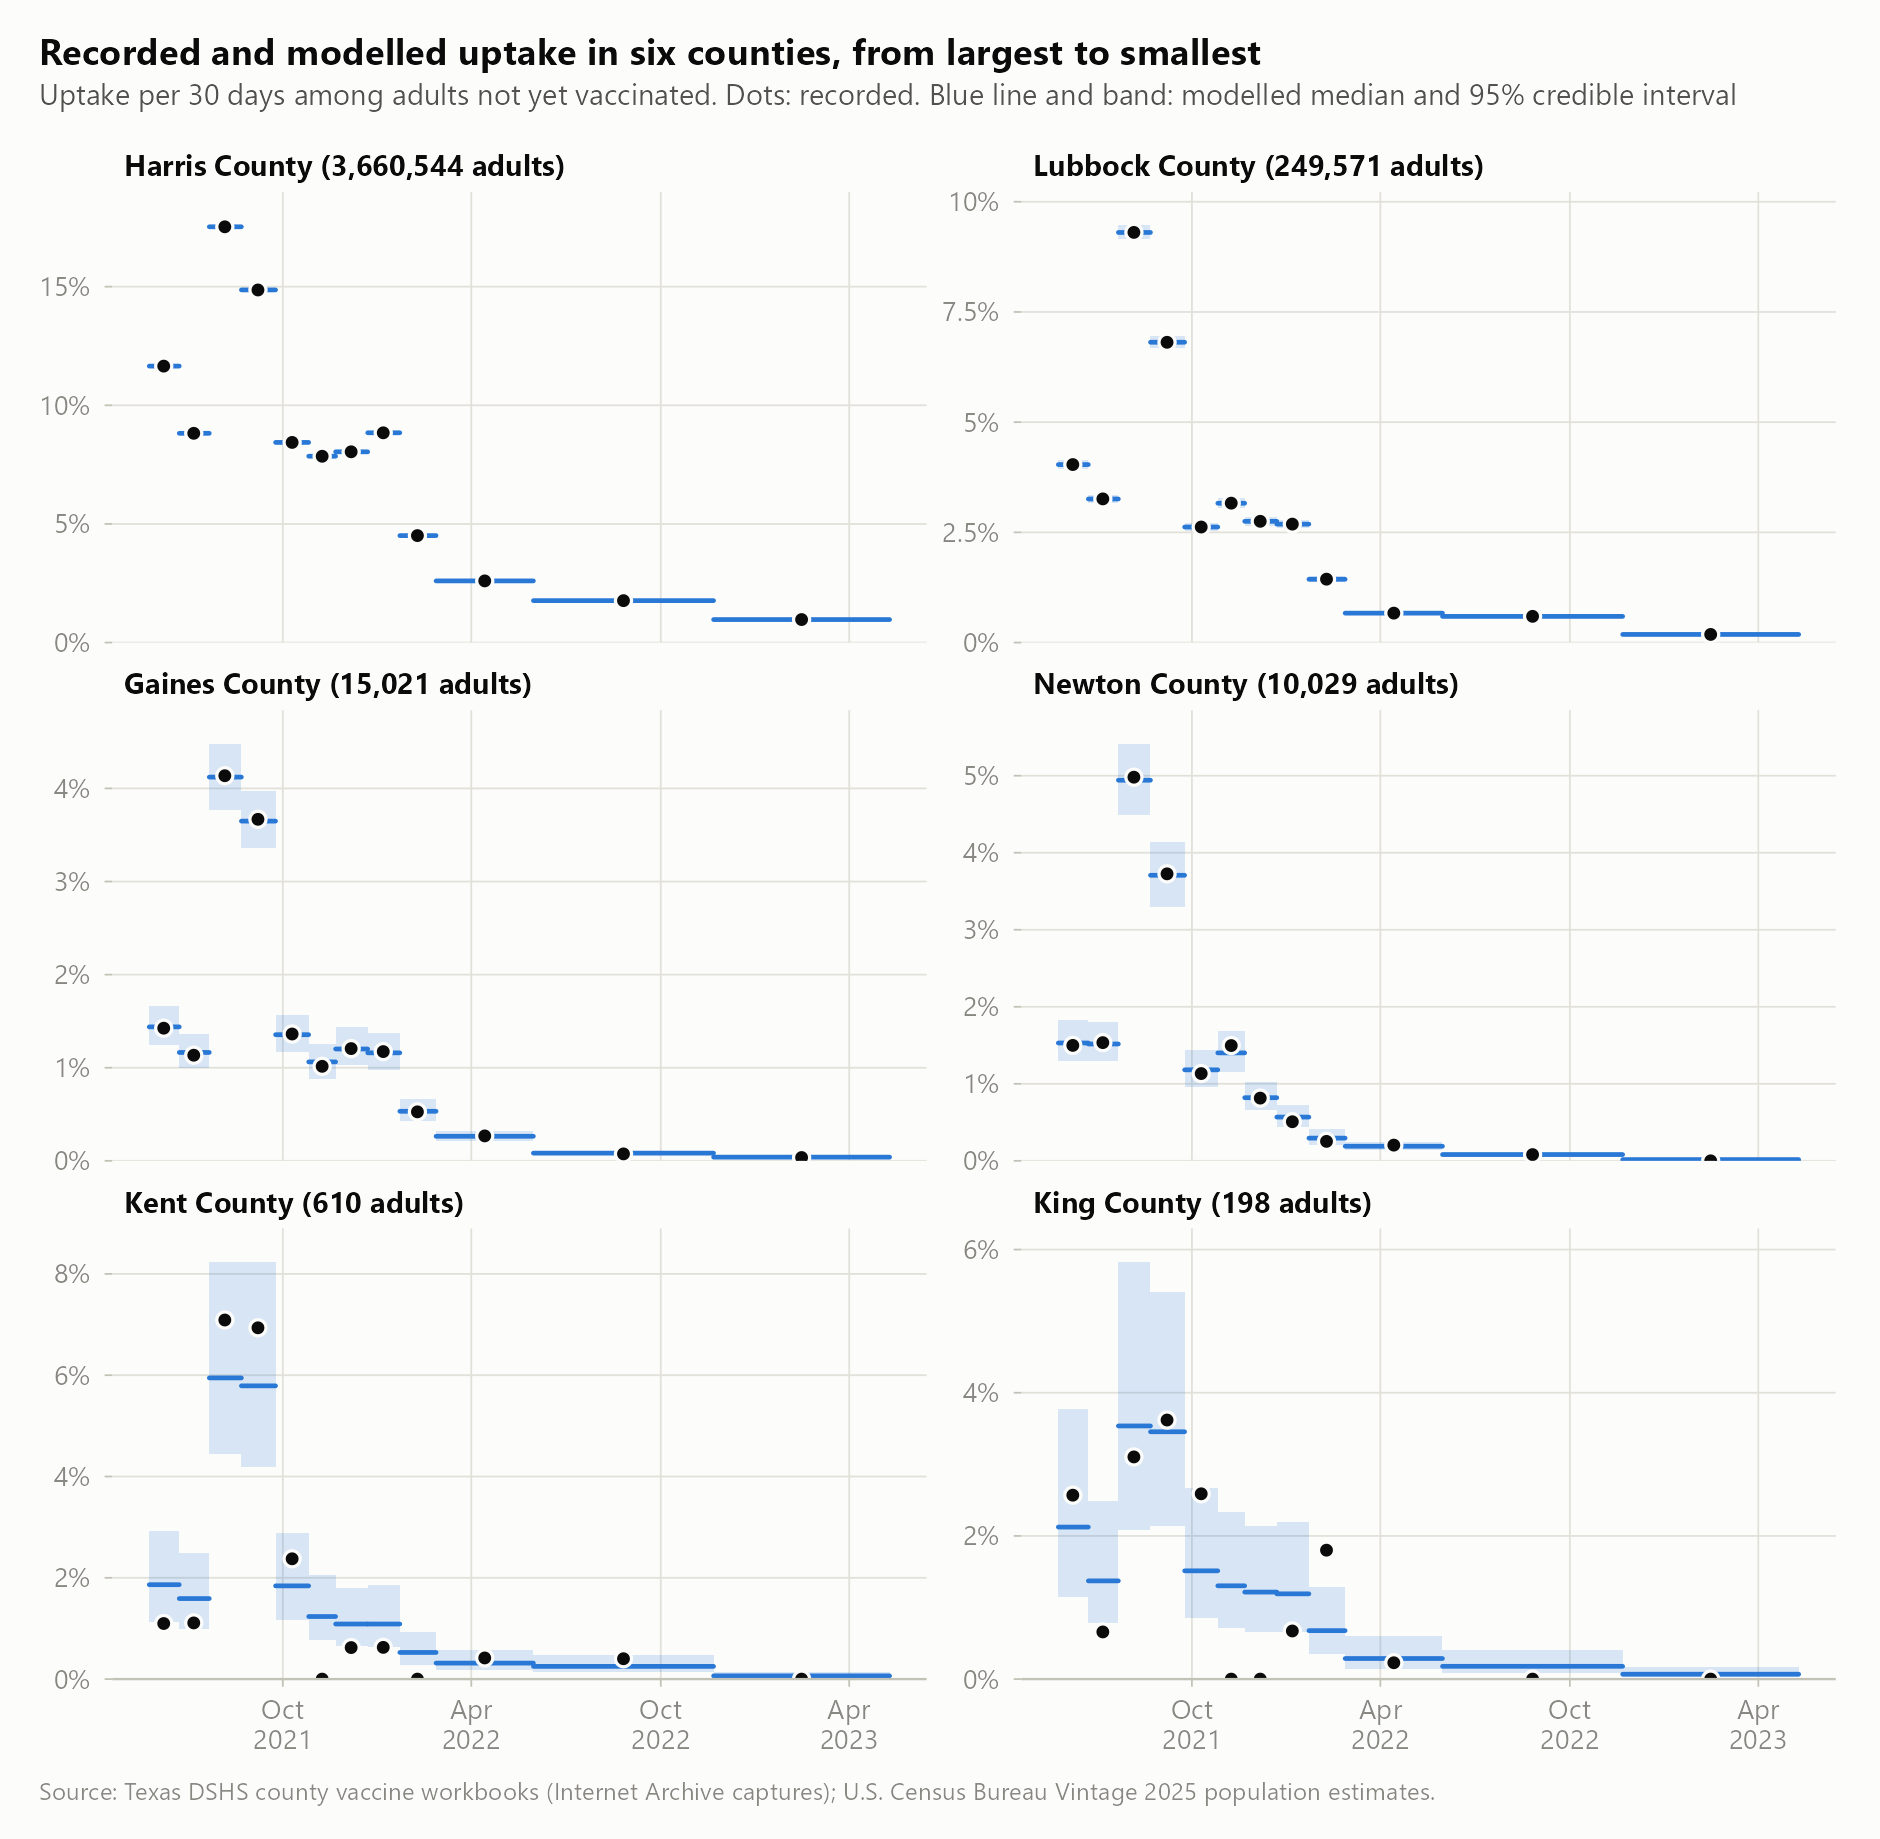 Recorded and modelled uptake in six counties, from largest to smallest
Uptake per 30 days among adults not yet vaccinated. Dots: recorded. Blue line and band: modelled median and 95% credible interval
Harris County (3,660,544 adults)
15%
10%
5%
0%
Lubbock County (249,571 adults)
10%
7.5%
5%
2.5%
0%
Gaines County (15,021 adults)
4%
3%
2%
1%
0%
Newton County (10,029 adults)
5%
4%
3%
2%
1%
0%
Kent County (610 adults)
8%
6%
4%
2%
0%
Oct Apr Oct Apr
2021 2022 2022 2023
King County (198 adults)
6%
4%
2%
0%
Oct Apr Oct Apr
2021 2022 2022 2023
Source: Texas DSHS county vaccine workbooks (Internet Archive captures); U.S. Census Bureau Vintage 2025 population estimates.